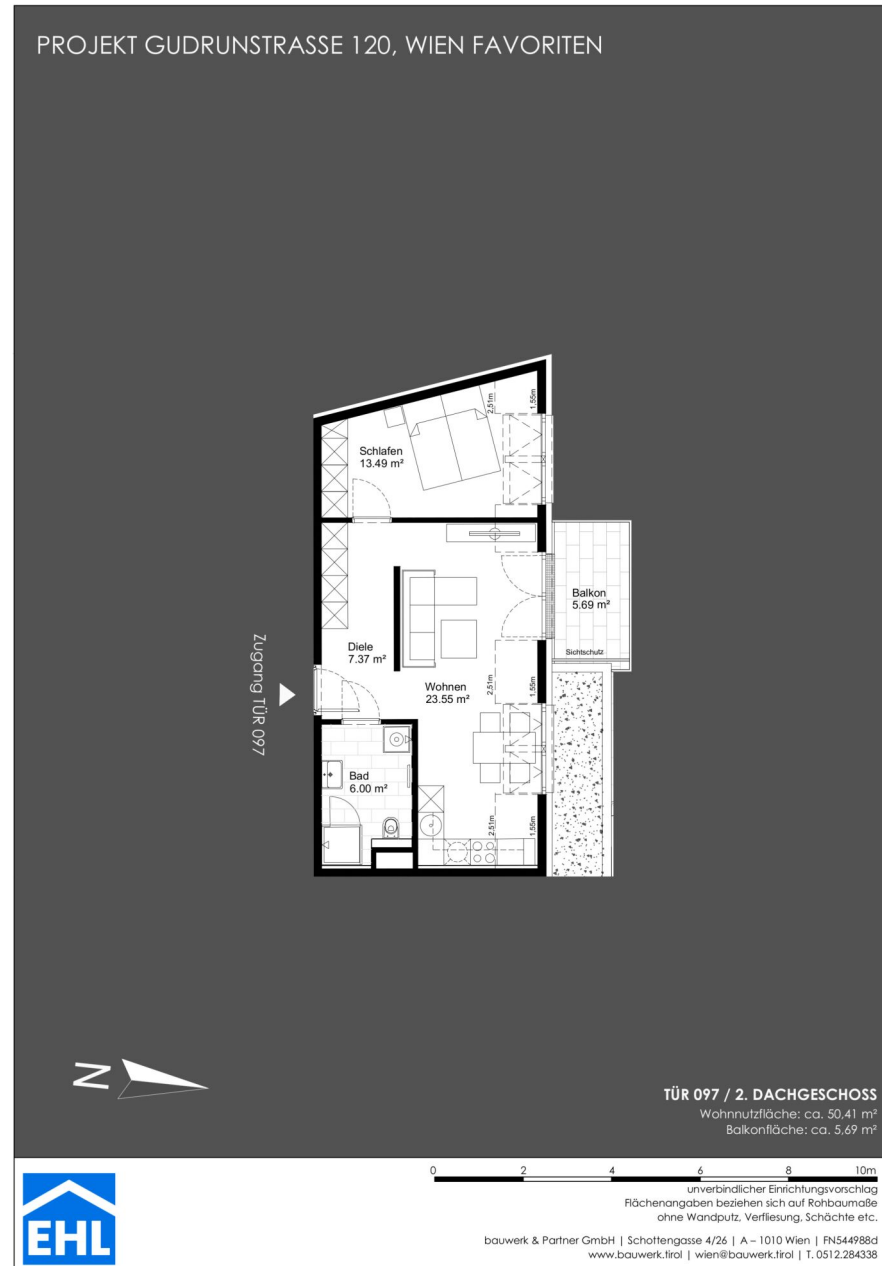 PROJEKT GUDRUNSTRASSE 120, WIEN FAVORITEN
2,51m
1,55m
Schlafen
13.49 m²
Balkon
5.69 m²
Sichtschutz
Diele
7.37 m²
Zugang TÜR 097
Wohnen
23.55 m²
2,51m
1,55m
Bad
6.00 m²
2,51m
1,55m
N
TÜR 097 / 2. DACHGESCHOSS
Wohnnutzfläche: ca. 50,41 m²
Balkonfläche: ca. 5,69 m²
0 2 4 6 8 10m
unverbindlicher Einrichtungsvorschlag
Flächenangaben beziehen sich auf Rohbaumaße
ohne Wandputz, Verfliesung, Schächte etc.
EHL
bauwerk & Partner GmbH | Schottengasse 4/26 | A – 1010 Wien | FN544988d
www.bauwerk.tirol | wien@bauwerk.tirol | T. 0512.284338